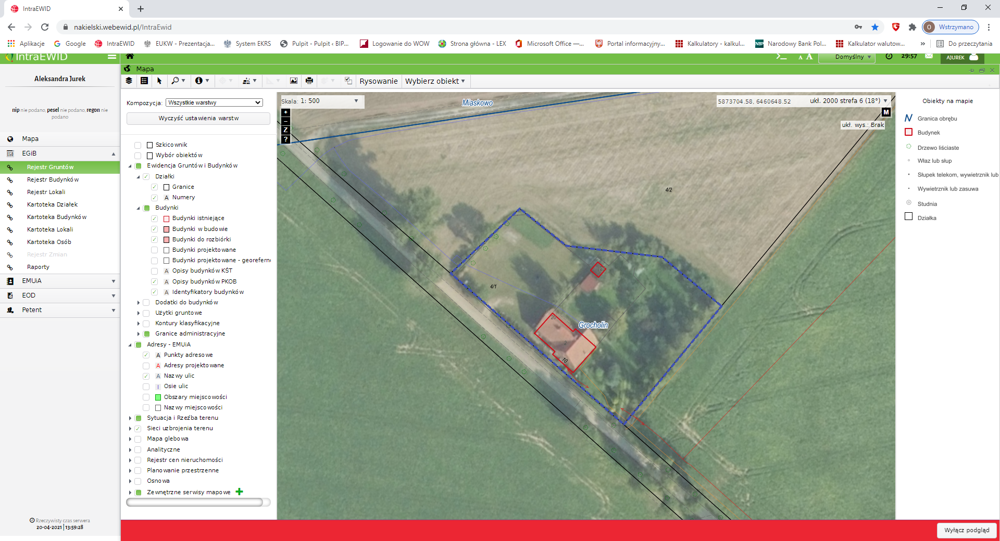 IntraEWID
nakielski.webewid.pl/IntraEwid
Wstrzymano
Aplikacje
Google
IntraEWID
EUKW - Prezentacja...
System EKRS
Pulpit - Pulpit ‹ BIP...
Logowanie do WOW
Strona główna - LEX
Microsoft Office —...
Portal informacyjny...
Kalkulatory - kalkul...
Narodowy Bank Pol...
Kalkulator walutow...
»
Do przeczytania
IntraEWID
A A
Domyślny
29:57
AJUREK
Mapa
Rysowanie
Wybierz obiekt
Aleksandra Jurek
nip nie podano, pesel nie podano, regon nie
podano
Mapa
EGiB
Rejestr Gruntów
Rejestr Budynków
Rejestr Lokali
Kartoteka Działek
Kartoteka Budynków
Kartoteka Lokali
Kartoteka Osób
Rejestr Zmian
Raporty
EMUiA
EOD
Petent
Rzeczywisty czas serwera
20-04-2021 | 13:59:28
Kompozycja: Wszystkie warstwy
Wyczyść ustawienia warstw
Szkicownik
Wybór obiektów
Ewidencja Gruntów i Budynków
Działki
Granice
A Numery
Budynki
Budynki istniejące
Budynki w budowie
Budynki do rozbiórki
Budynki projektowane
Budynki projektowane - georefern
A Opisy budynków KŚT
A Opisy budynków PKOB
A Identyfikatory budynków
Dodatki do budynków
Użytki gruntowe
Kontury klasyfikacyjne
Granice administracyjne
Adresy - EMUiA
A Punkty adresowe
A Adresy projektowane
A Nazwy ulic
Osie ulic
Obszary miejscowości
Nazwy miejscowości
Sytuacja i Rzeźba terenu
Sieci uzbrojenia terenu
Mapa glebowa
Analityczne
Rejestr cen nieruchomości
Planowanie przestrzenne
Osnowa
Zewnętrzne serwisy mapowe
Skala: 1: 500
+
−
Z
?
Miaskowo
5873704.58, 6460648.52
ukł. 2000 strefa 6 (18°)
M
ukł. wys.: Brak
4/2
4/1
Grocholin
2
10
Obiekty na mapie
Granica obrębu
Budynek
Drzewo liściaste
Właz lub słup
Słupek telekom, wywietrznik lub
Wywietrznik lub zasuwa
Studnia
Działka
Wyłącz podgląd